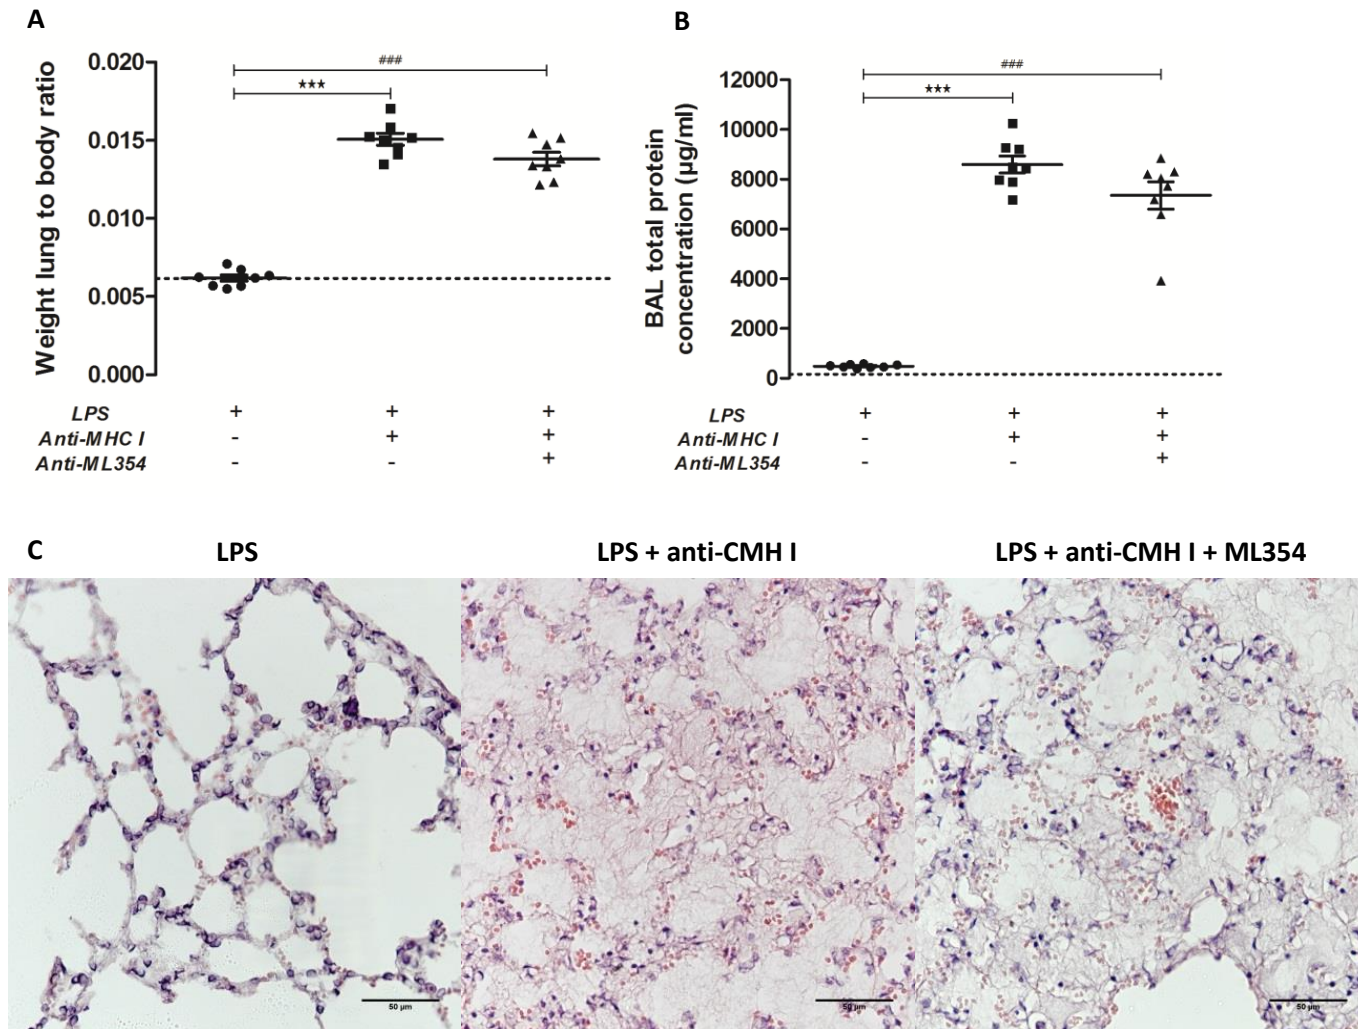 A
Weight lung to body ratio
0.020
0.015
0.010
0.005
0.000
###
***
LPS + + +
Anti-MHC I - + +
Anti-ML354 - - +
B
BAL total protein
concentration (µg/ml)
12000
10000
8000
6000
4000
2000
0
###
***
LPS + + +
Anti-MHC I - + +
Anti-ML354 - - +
C
LPS
LPS + anti-CMH I
LPS + anti-CMH I + ML354
50 µm
50 µm
50 µm